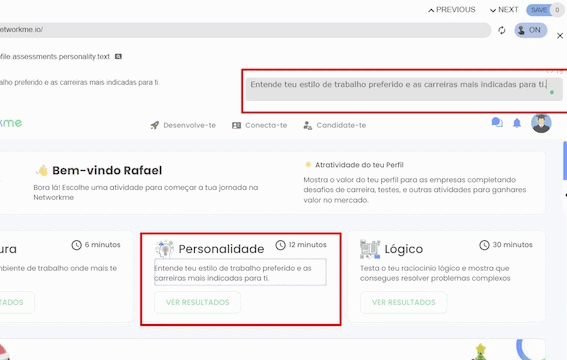 PREVIOUS
NEXT
SAVE 0
networkme.io/
ON
file.assessments personality.text
alho preferido e as carreiras mais indicadas para ti.
Entende teu estilo de trabalho preferido e as carreiras mais indicadas para ti.
me
Desenvolve-te
Conecta-te
Candidate-te
Bem-vindo Rafael
Bora lá! Escolhe uma atividade para começar a tua jornada na
Networkme
Atratividade do teu Perfil
Mostra o valor do teu perfil para as empresas completando
desafios de carreira, testes, e outras atividades para ganhares
valor no mercado.
ura
6 minutos
mbiente de trabalho onde mais te
TADOS
Personalidade
12 minutos
Entende teu estilo de trabalho preferido e as
carreiras mais indicadas para ti.
VER RESULTADOS
Lógico
30 minutos
Testa o teu raciocínio lógico e mostra que
consegues resolver problemas complexos
VER RESULTADOS